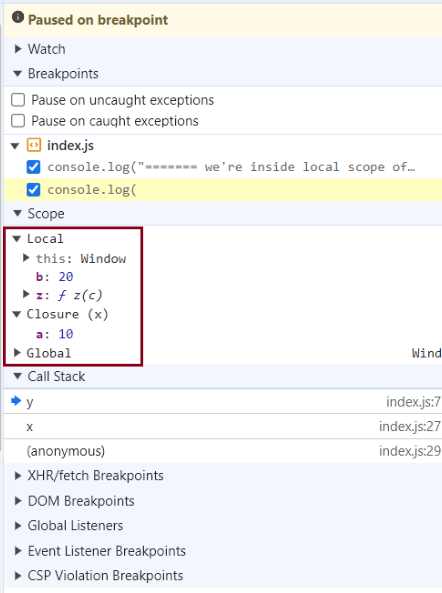 Paused on breakpoint
Watch
Breakpoints
Pause on uncaught exceptions
Pause on caught exceptions
index.js
console.log("======= we're inside local scope of…
console.log(
Scope
Local
this: Window
b: 20
z: ƒ z(c)
Closure (x)
a: 10
Global Wind
Call Stack
y index.js:7
x index.js:27
(anonymous) index.js:29
XHR/fetch Breakpoints
DOM Breakpoints
Global Listeners
Event Listener Breakpoints
CSP Violation Breakpoints